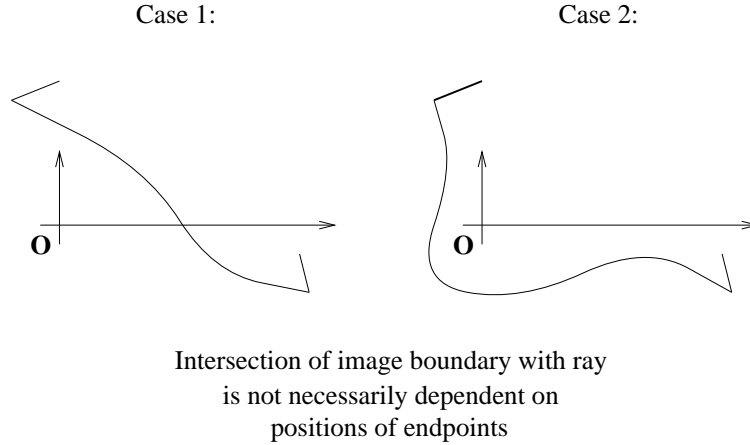 Case 1:
Case 2:
O
O
Intersection of image boundary with ray
is not necessarily dependent on
positions of endpoints